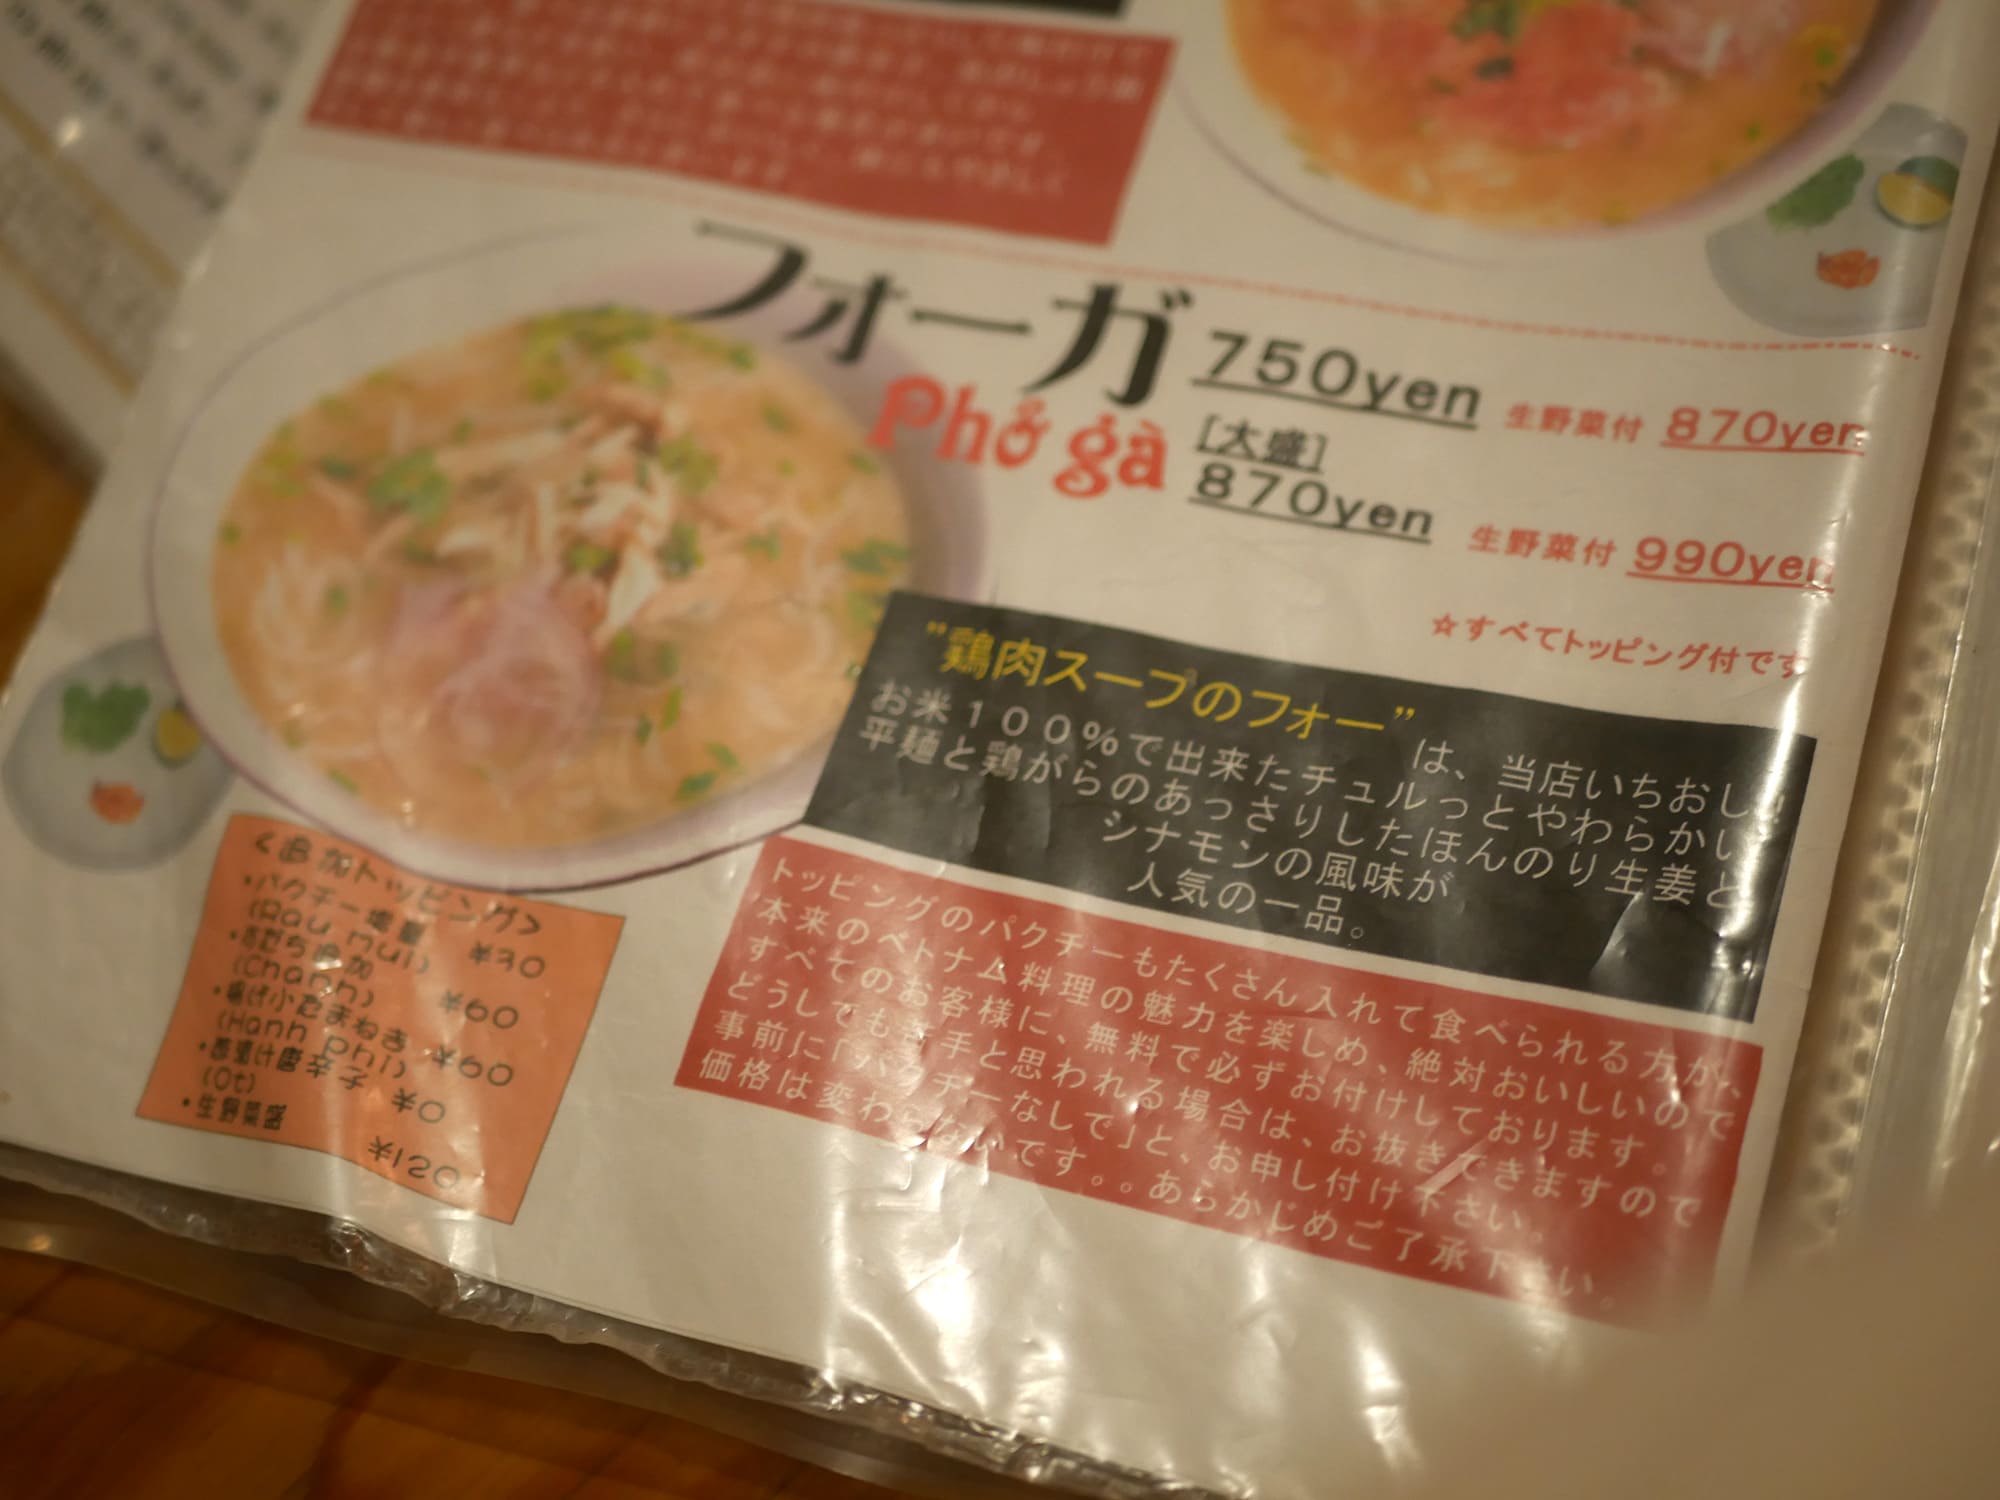 フォーガ
Phở gà
750yen 生野菜付 870yen
[大盛]
870yen 生野菜付 990yen
☆すべてトッピング付です
”鶏肉スープのフォー”は、当店いちおし。
お米100%で出来たチュルっとやわらかい
平麺と鶏がらのあっさりしたほんのり生姜と
シナモンの風味が
人気の一品。
トッピングのパクチーもたくさん入れて食べられる方が、
本来のベトナム料理の魅力を楽しめ、絶対おいしいので
すべてのお客様に、無料で必ずお付けしております。
どうしても苦手と思われる場合は、お抜きできますので
事前に「パクチーなしで」と、お申し付け下さい。
価格は変わらないです。。あらかじめご了承下さい。
<追加トッピング>
・パクチー増量 ¥30
(Rau mui)
(Chanh) ¥60
・揚げ小たまねぎ ¥60
(Hanh phi)
・酢漬け唐辛子 ¥0
(Ot)
・生野菜盛 ¥120